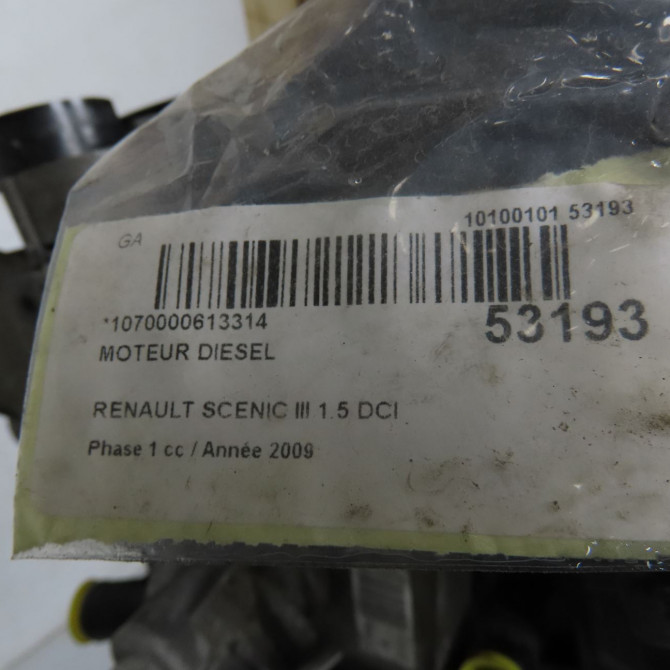 10100101 53193
GA
*1070000613314
53193
MOTEUR DIESEL
RENAULT SCENIC III 1.5 DCI
Phase 1 cc / Année 2009